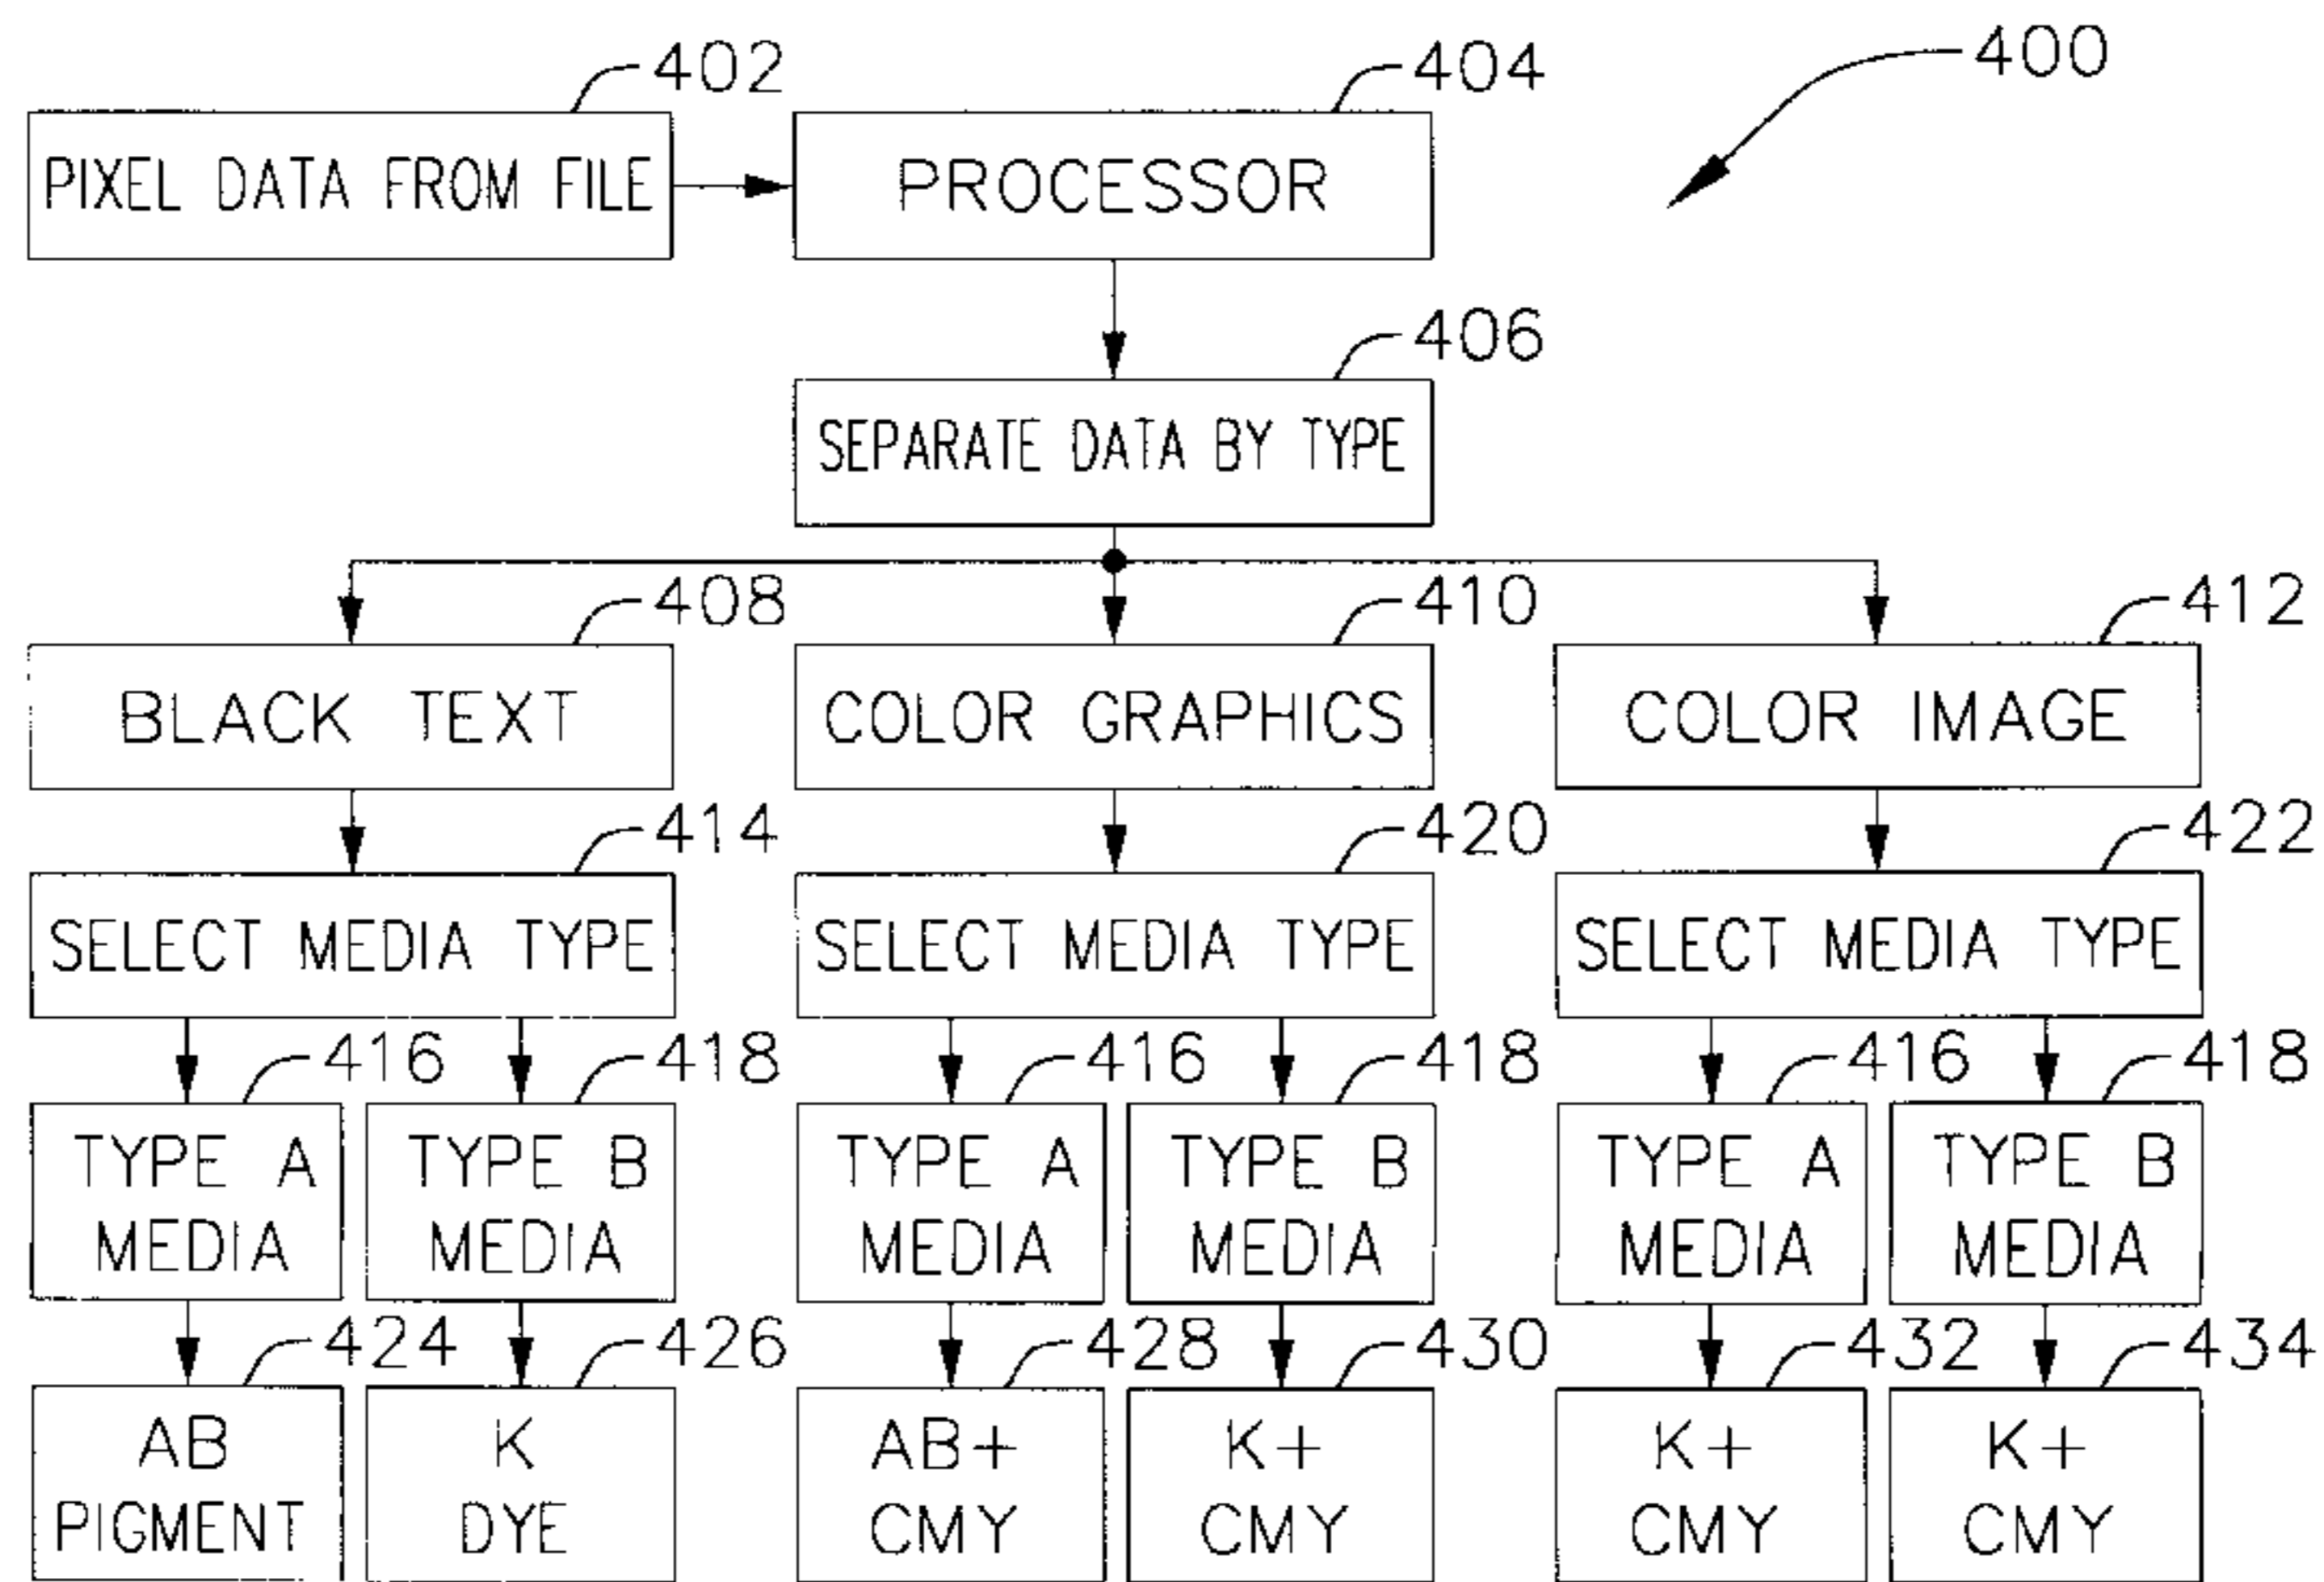 402
404
400
PIXEL DATA FROM FILE
PROCESSOR
406
SEPARATE DATA BY TYPE
408
410
412
BLACK TEXT
COLOR GRAPHICS
COLOR IMAGE
414
420
422
SELECT MEDIA TYPE
SELECT MEDIA TYPE
SELECT MEDIA TYPE
416
418
416
418
416
418
TYPE A
MEDIA
TYPE B
MEDIA
TYPE A
MEDIA
TYPE B
MEDIA
TYPE A
MEDIA
TYPE B
MEDIA
424
426
428
430
432
434
AB
PIGMENT
K
DYE
AB+
CMY
K+
CMY
K+
CMY
K+
CMY